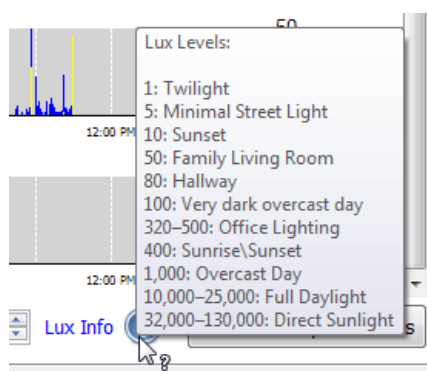 50
Lux Levels:
1: Twilight
5: Minimal Street Light
10: Sunset
50: Family Living Room
80: Hallway
100: Very dark overcast day
320–500: Office Lighting
400: Sunrise\Sunset
1,000: Overcast Day
10,000–25,000: Full Daylight
32,000–130,000: Direct Sunlight
12:00 PM
12:00 PM
Lux Info